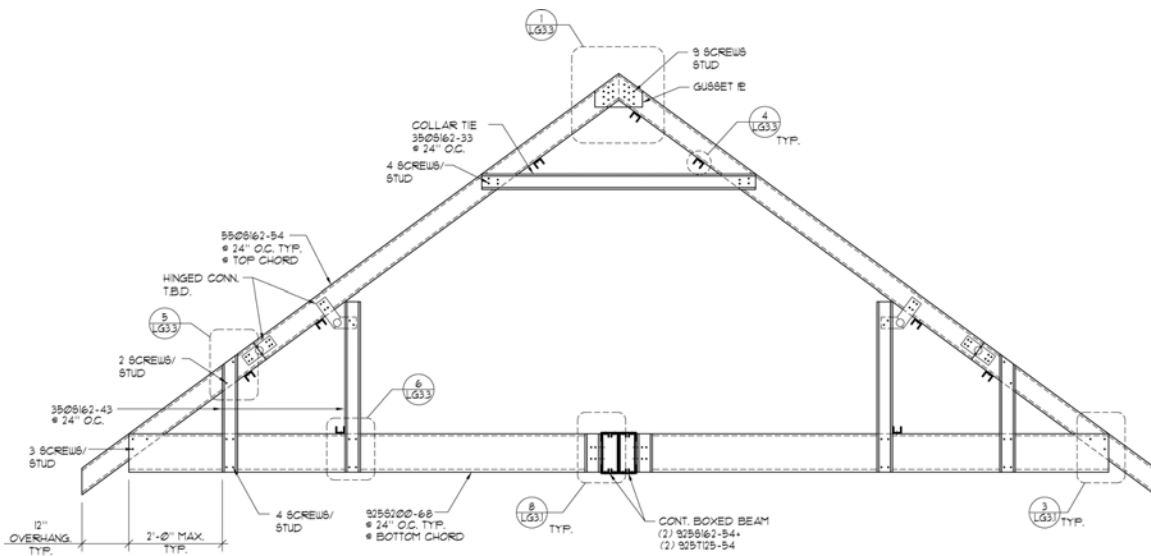 1
LG3.3
9 SCREWS
STUD
GUSSET ⅊
4
LG3.3
TYP.
COLLAR TIE
350S162-33
@ 24" O.C.
4 SCREWS/
STUD
550S162-54
@ 24" O.C. TYP.
@ TOP CHORD
HINGED CONN.
T.B.D.
5
LG3.3
2 SCREWS/
STUD
6
LG3.3
350S162-43
@ 24" O.C.
3 SCREWS/
STUD
12"
OVERHANG.
TYP.
2'-0" MAX.
TYP.
4 SCREWS/
STUD
925S200-68
@ 24" O.C. TYP.
@ BOTTOM CHORD
8
LG3.1
TYP.
CONT. BOXED BEAM
(2) 925S162-54+
(2) 925T125-54
3
LG3.1
TYP.